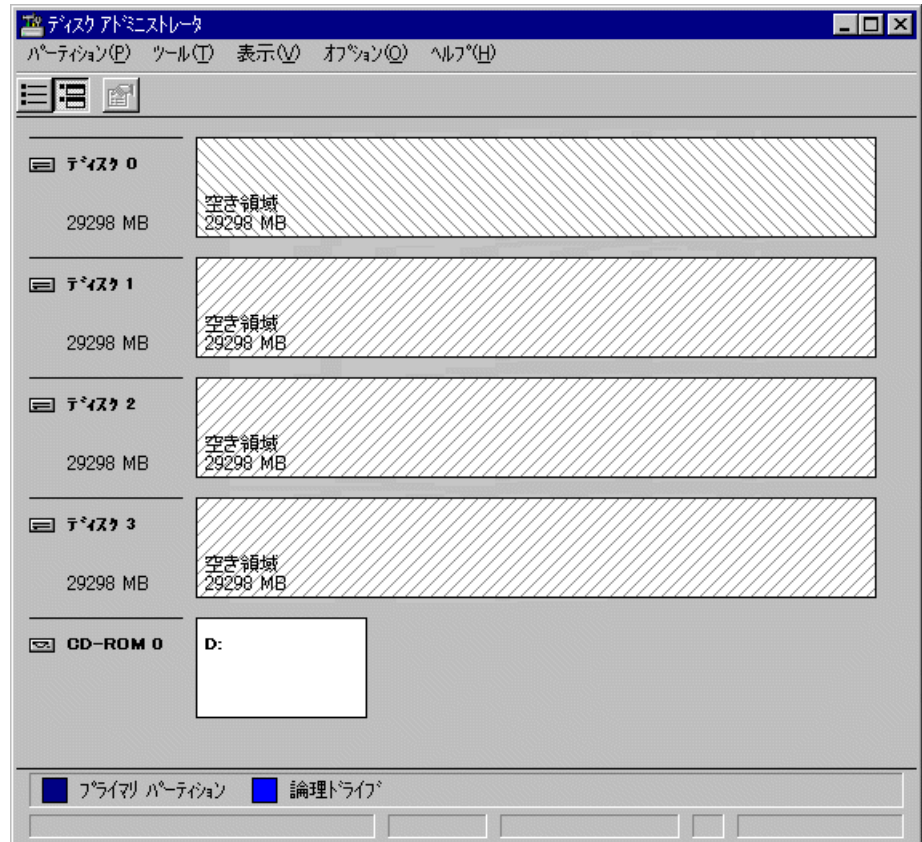 ﾃﾞｨｽｸ ｱﾄﾞﾐﾆｽﾄﾚｰﾀ
ﾊﾟｰﾃｨｼｮﾝ(P) ﾂｰﾙ(T) 表示(V) ｵﾌﾟｼｮﾝ(O) ﾍﾙﾌﾟ(H)
ﾃﾞｨｽｸ 0
29298 MB
空き領域
29298 MB
ﾃﾞｨｽｸ 1
29298 MB
空き領域
29298 MB
ﾃﾞｨｽｸ 2
29298 MB
空き領域
29298 MB
ﾃﾞｨｽｸ 3
29298 MB
空き領域
29298 MB
CD-ROM 0
D:
ﾌﾟﾗｲﾏﾘ ﾊﾟｰﾃｨｼｮﾝ 論理ﾄﾞﾗｲﾌﾞ